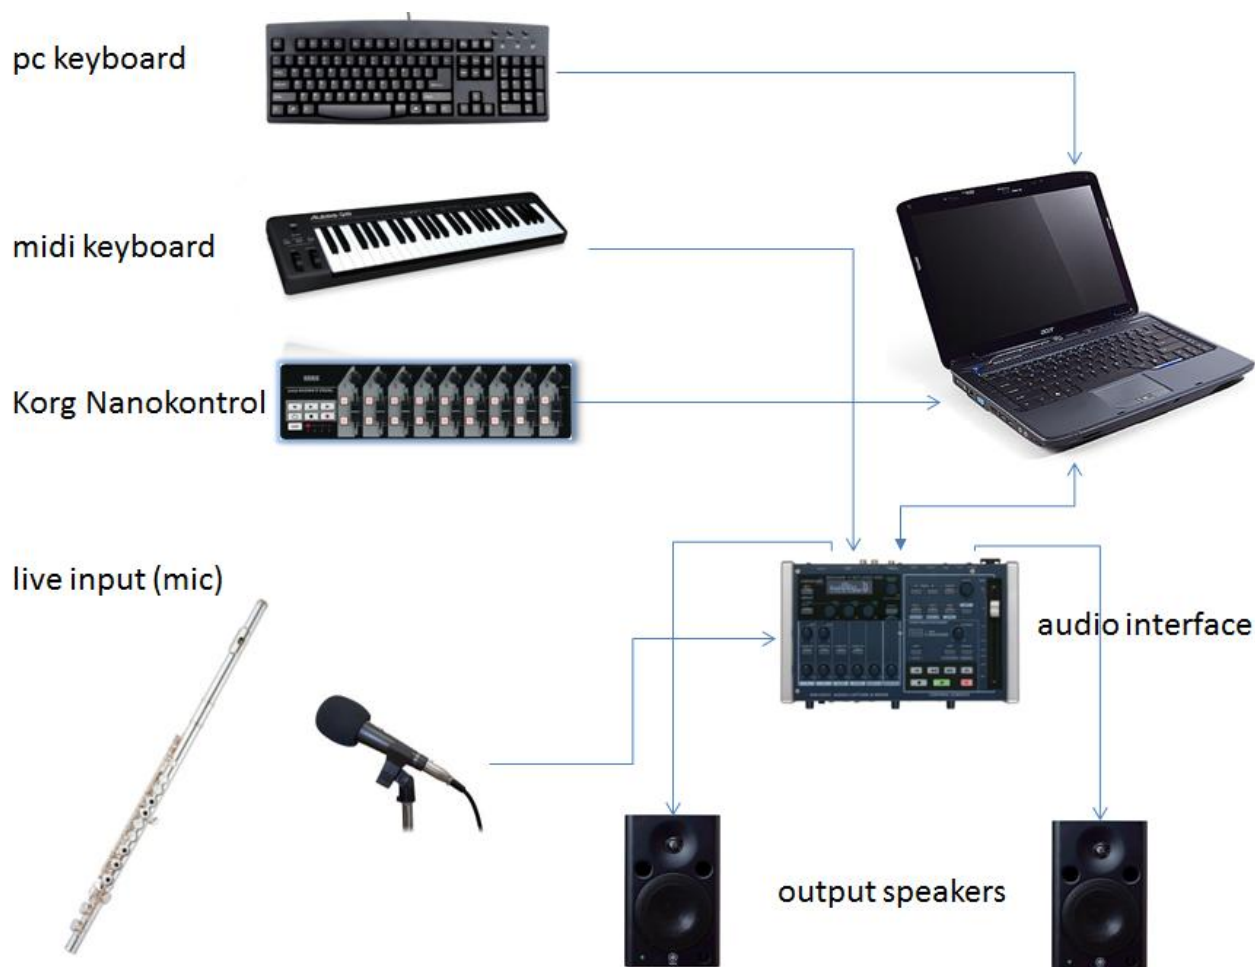 pc keyboard
midi keyboard
Korg Nanokontrol
live input (mic)
audio interface
output speakers